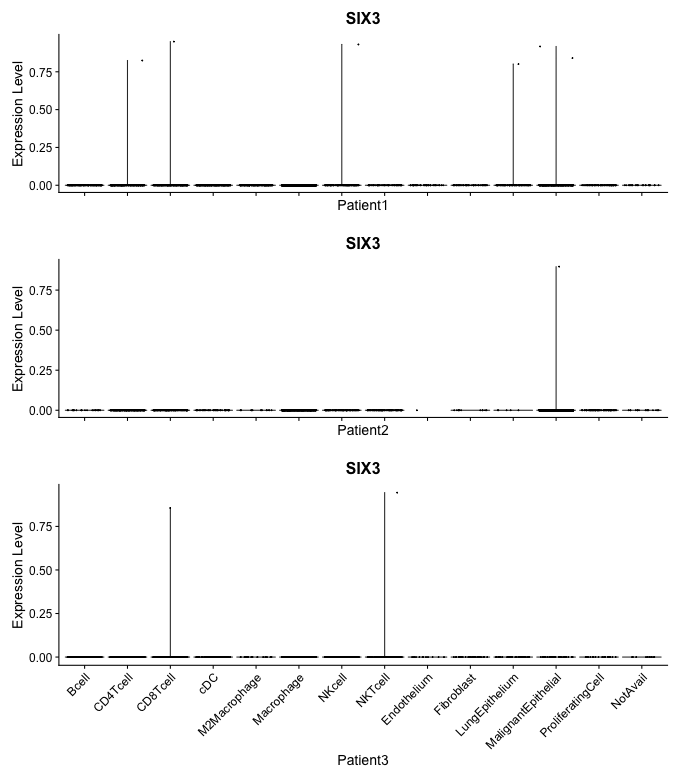 SIX3
Expression Level
0.75
0.50
0.25
0.00
Patient1
SIX3
Expression Level
0.75
0.50
0.25
0.00
Patient2
SIX3
Expression Level
0.75
0.50
0.25
0.00
Bcell
CD4Tcell
CD8Tcell
cDC
M2Macrophage
Macrophage
NKcell
NKTcell
Endothelium
Fibroblast
LungEpithelium
MalignantEpithelial
ProliferatingCell
NotAvail
Patient3